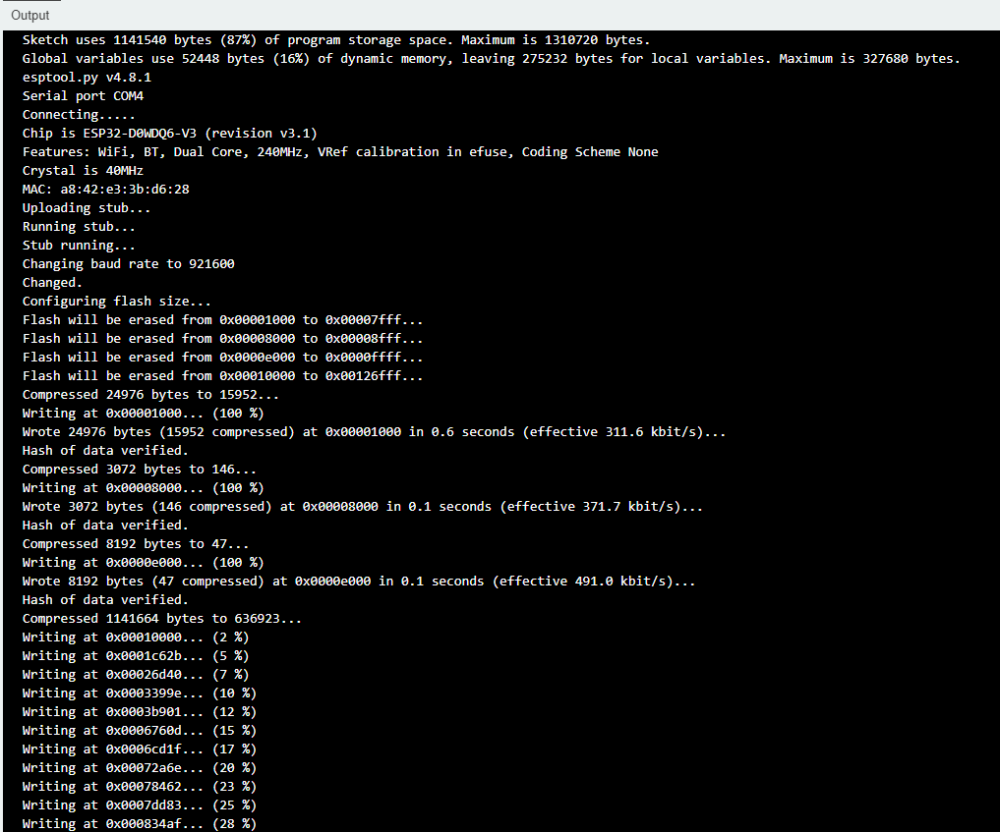 Output
Sketch uses 1141540 bytes (87%) of program storage space. Maximum is 1310720 bytes.
Global variables use 52448 bytes (16%) of dynamic memory, leaving 275232 bytes for local variables. Maximum is 327680 bytes.
esptool.py v4.8.1
Serial port COM4
Connecting.....
Chip is ESP32-D0WDQ6-V3 (revision v3.1)
Features: WiFi, BT, Dual Core, 240MHz, VRef calibration in efuse, Coding Scheme None
Crystal is 40MHz
MAC: a8:42:e3:3b:d6:28
Uploading stub...
Running stub...
Stub running...
Changing baud rate to 921600
Changed.
Configuring flash size...
Flash will be erased from 0x00001000 to 0x00007fff...
Flash will be erased from 0x00008000 to 0x00008fff...
Flash will be erased from 0x0000e000 to 0x0000ffff...
Flash will be erased from 0x00010000 to 0x00126fff...
Compressed 24976 bytes to 15952...
Writing at 0x00001000... (100 %)
Wrote 24976 bytes (15952 compressed) at 0x00001000 in 0.6 seconds (effective 311.6 kbit/s)...
Hash of data verified.
Compressed 3072 bytes to 146...
Writing at 0x00008000... (100 %)
Wrote 3072 bytes (146 compressed) at 0x00008000 in 0.1 seconds (effective 371.7 kbit/s)...
Hash of data verified.
Compressed 8192 bytes to 47...
Writing at 0x0000e000... (100 %)
Wrote 8192 bytes (47 compressed) at 0x0000e000 in 0.1 seconds (effective 491.0 kbit/s)...
Hash of data verified.
Compressed 1141664 bytes to 636923...
Writing at 0x00010000... (2 %)
Writing at 0x0001c62b... (5 %)
Writing at 0x00026d40... (7 %)
Writing at 0x0003399e... (10 %)
Writing at 0x0003b901... (12 %)
Writing at 0x0006760d... (15 %)
Writing at 0x0006cd1f... (17 %)
Writing at 0x00072a6e... (20 %)
Writing at 0x00078462... (23 %)
Writing at 0x0007dd83... (25 %)
Writing at 0x000834af... (28 %)